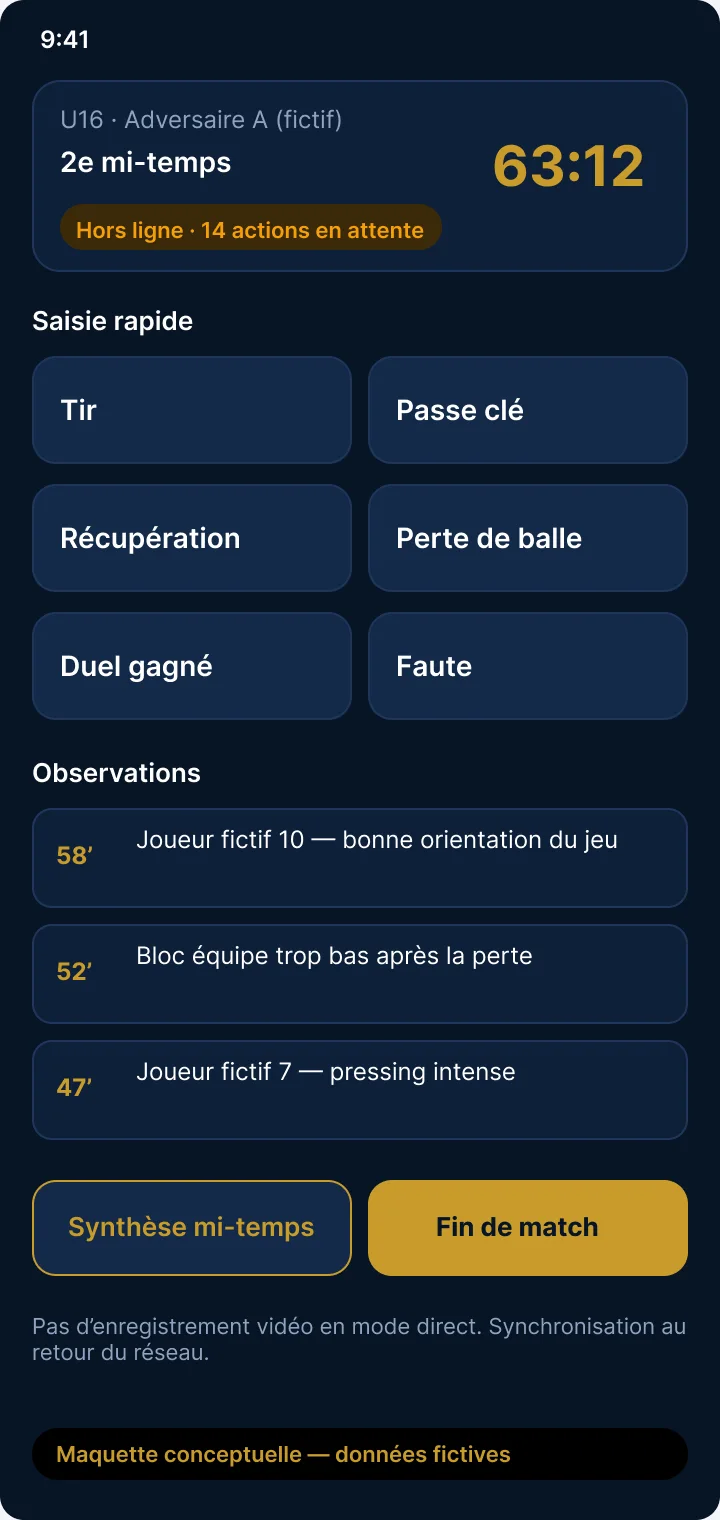 9:41
U16 · Adversaire A (fictif)
2e mi-temps
63:12
Hors ligne · 14 actions en attente
Saisie rapide
Tir
Passe clé
Récupération
Perte de balle
Duel gagné
Faute
Observations
58’
Joueur fictif 10 — bonne orientation du jeu
52’
Bloc équipe trop bas après la perte
47’
Joueur fictif 7 — pressing intense
Synthèse mi-temps
Fin de match
Pas d’enregistrement vidéo en mode direct. Synchronisation au
retour du réseau.
Maquette conceptuelle — données fictives